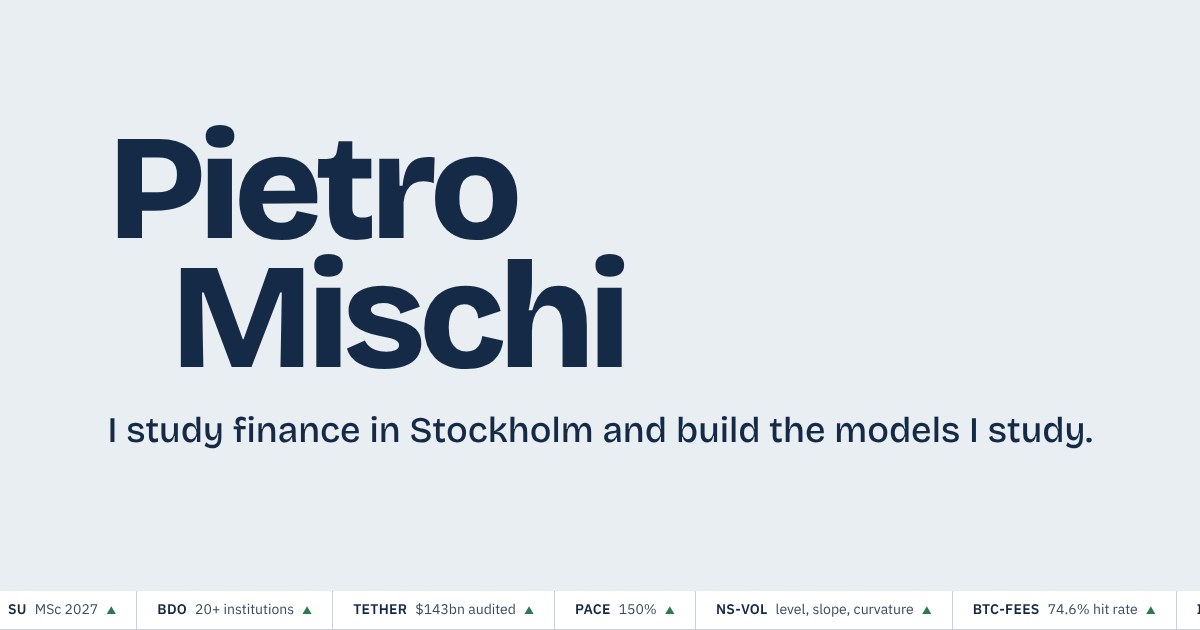 Pietro
Mischi
I study finance in Stockholm and build the models I study.
SU MSc 2027 ▲ BDO 20+ institutions ▲ TETHER $143bn audited ▲ PACE 150% ▲ NS-VOL level, slope, curvature ▲ BTC-FEES 74.6% hit rate ▲